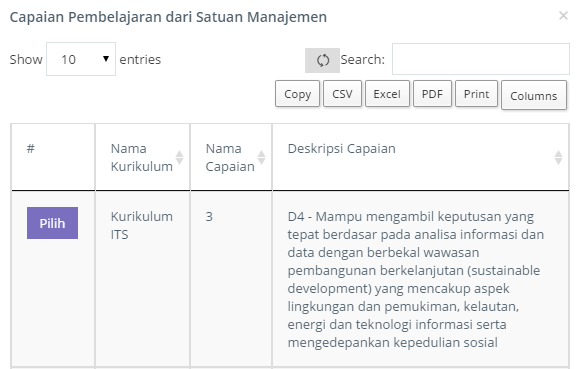 Capaian Pembelajaran dari Satuan Manajemen ×
Show 10 entries Search:
Copy CSV Excel PDF Print Columns
# Nama Kurikulum Nama Capaian Deskripsi Capaian
Pilih
Kurikulum ITS
3
D4 - Mampu mengambil keputusan yang
tepat berdasar pada analisa informasi dan
data dengan berbekal wawasan
pembangunan berkelanjutan (sustainable
development) yang mencakup aspek
lingkungan dan pemukiman, kelautan,
energi dan teknologi informasi serta
mengedepankan kepedulian sosial